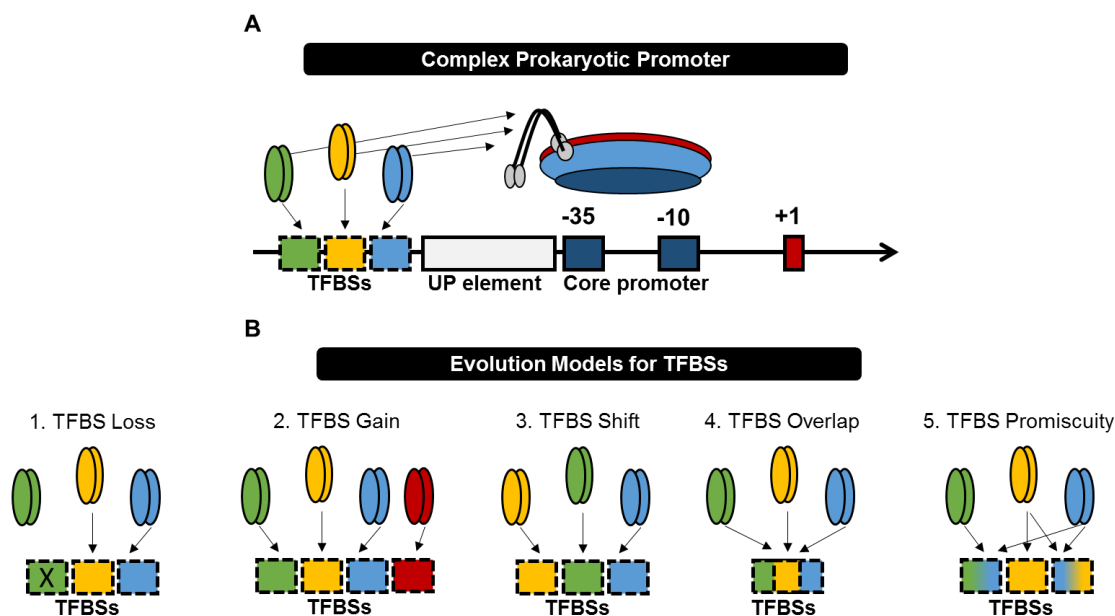 A
Complex Prokaryotic Promoter
-35
-10
+1
TFBSs
UP element
Core promoter
B
Evolution Models for TFBSs
1. TFBS Loss
2. TFBS Gain
3. TFBS Shift
4. TFBS Overlap
5. TFBS Promiscuity
X
TFBSs
TFBSs
TFBSs
TFBSs
TFBSs